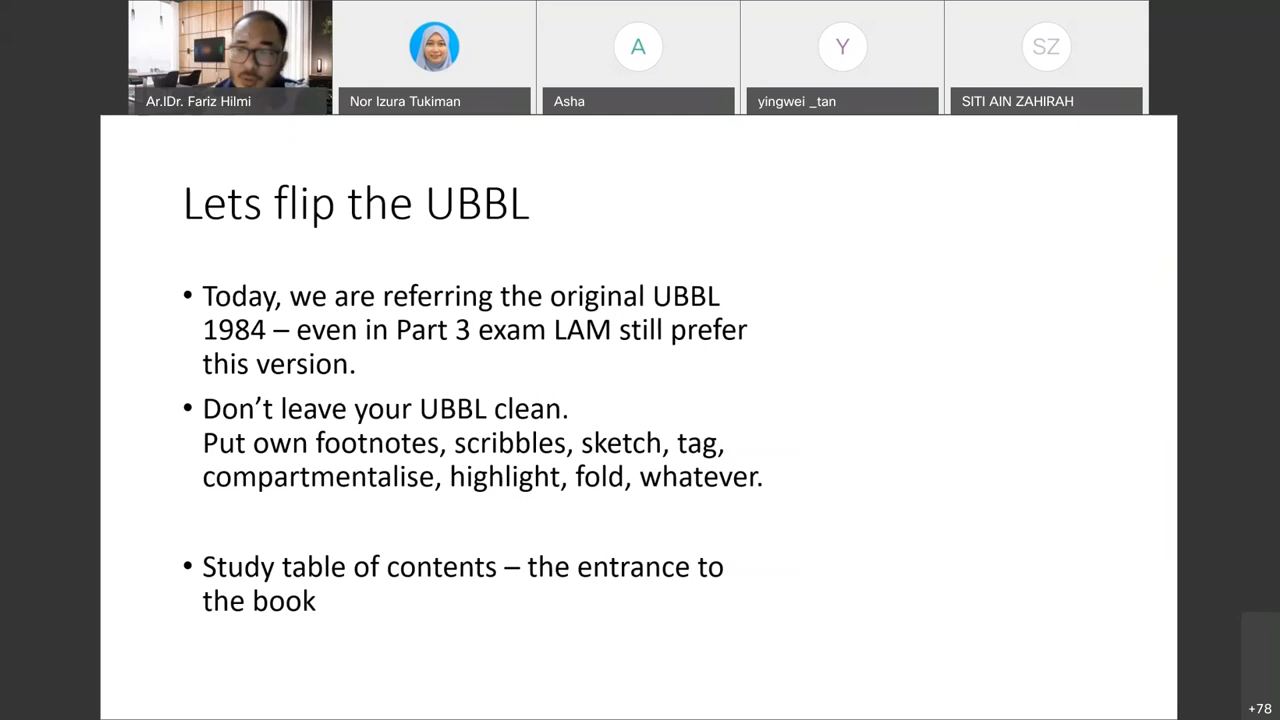 A
Y
SZ
Ar.IDr. Fariz Hilmi
Nor Izura Tukiman
Asha
yingwei _tan
SITI AIN ZAHIRAH
Lets flip the UBBL
• Today, we are referring the original UBBL
1984 – even in Part 3 exam LAM still prefer
this version.
• Don’t leave your UBBL clean.
Put own footnotes, scribbles, sketch, tag,
compartmentalise, highlight, fold, whatever.
• Study table of contents – the entrance to
the book
+78